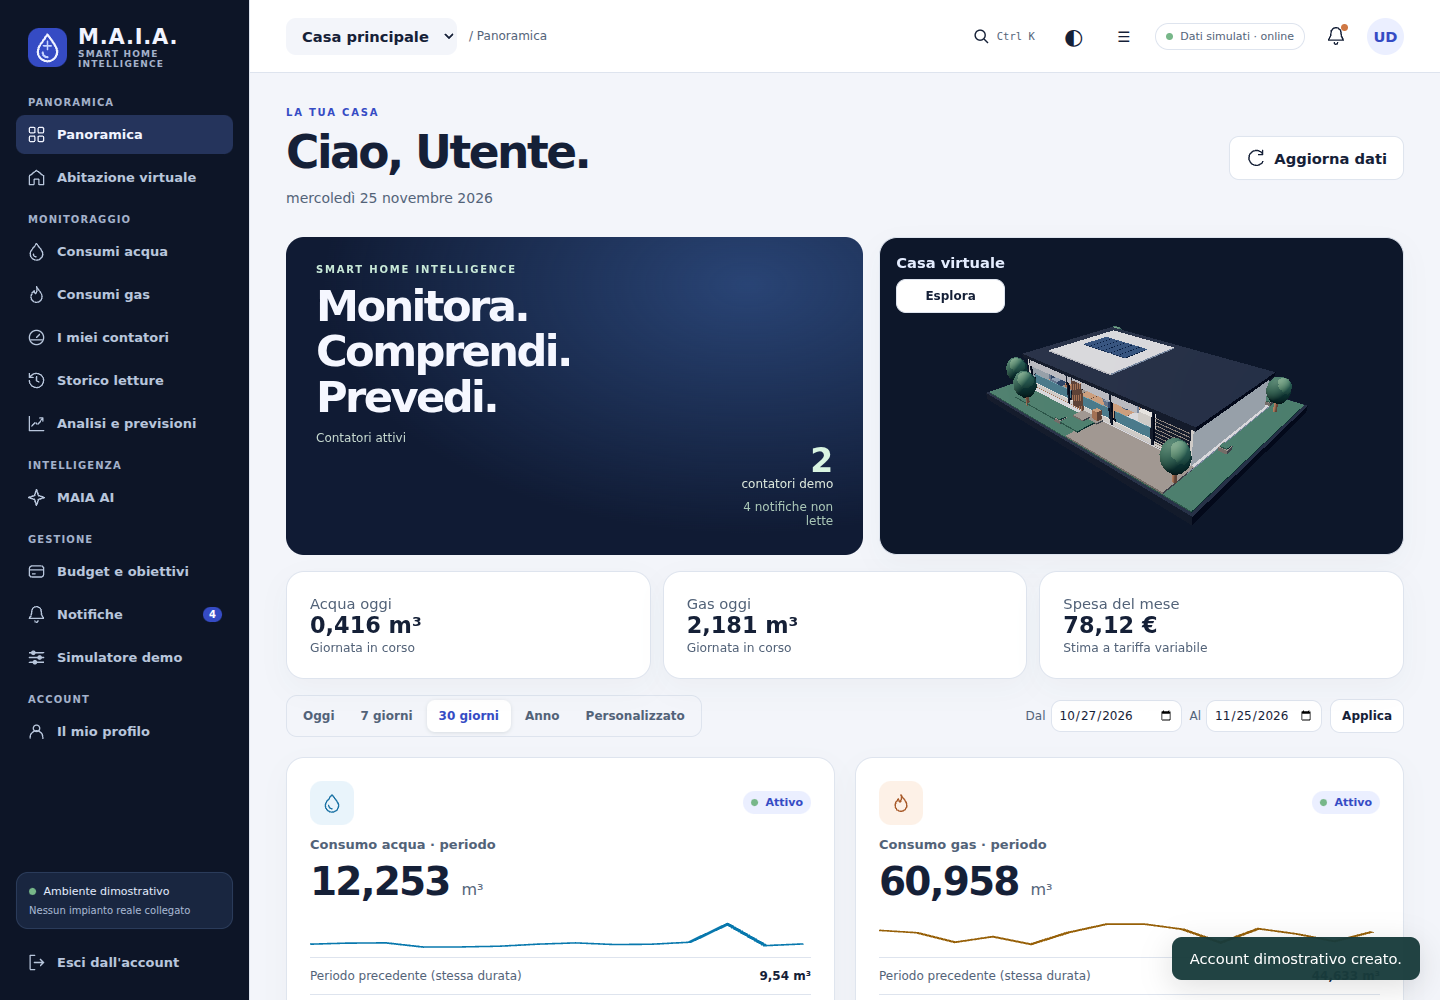 M.A.I.A.
SMART HOME
INTELLIGENCE
PANORAMICA
Panoramica
Abitazione virtuale
MONITORAGGIO
Consumi acqua
Consumi gas
I miei contatori
Storico letture
Analisi e previsioni
INTELLIGENZA
MAIA AI
GESTIONE
Budget e obiettivi
Notifiche 4
Simulatore demo
ACCOUNT
Il mio profilo
Ambiente dimostrativo
Nessun impianto reale collegato
Esci dall'account
Casa principale / Panoramica Ctrl K Dati simulati · online UD
LA TUA CASA
Ciao, Utente.
mercoledì 25 novembre 2026
Aggiorna dati
SMART HOME INTELLIGENCE
Monitora.
Comprendi.
Prevedi.
Contatori attivi
2
contatori demo
4 notifiche non
lette
Casa virtuale
Esplora
Acqua oggi
0,416 m³
Giornata in corso
Gas oggi
2,181 m³
Giornata in corso
Spesa del mese
78,12 €
Stima a tariffa variabile
Oggi 7 giorni 30 giorni Anno Personalizzato
Dal 10/27/2026 Al 11/25/2026 Applica
Attivo
Consumo acqua · periodo
12,253 m³
Periodo precedente (stessa durata) 9,54 m³
Attivo
Consumo gas · periodo
60,958 m³
Periodo precedente (stessa durata) 44,633 m³
Account dimostrativo creato.